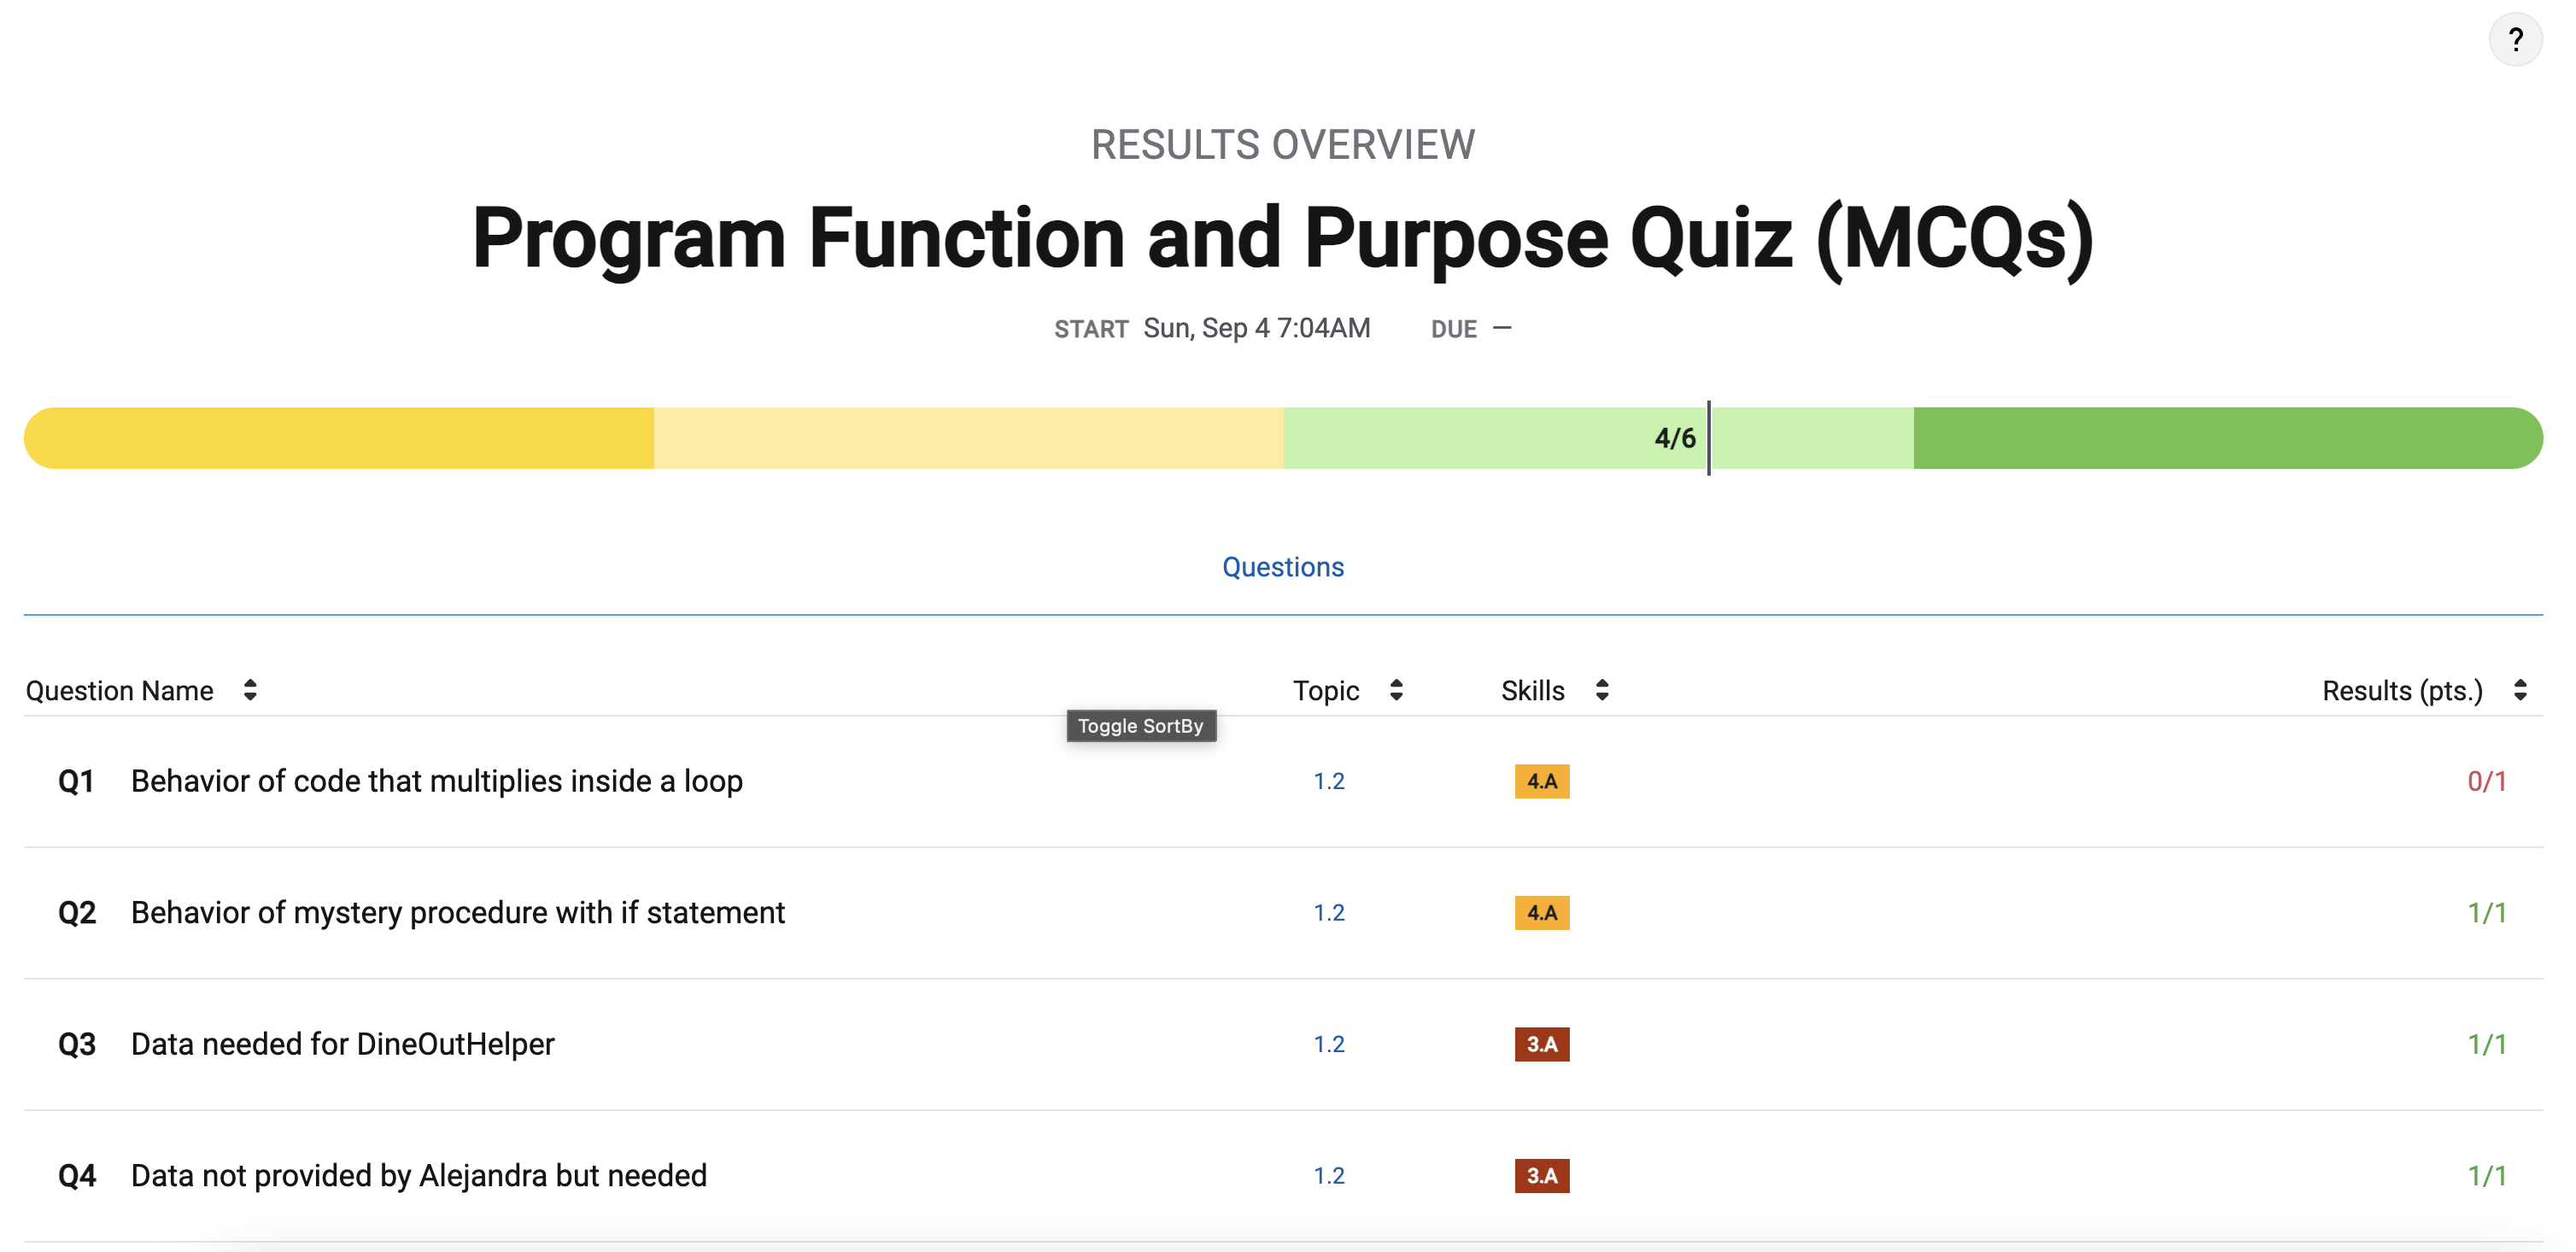 ?
RESULTS OVERVIEW
Program Function and Purpose Quiz (MCQs)
START Sun, Sep 4 7:04AM DUE —
4/6
Questions
Question Name Topic Skills Results (pts.)
Toggle SortBy
Q1 Behavior of code that multiplies inside a loop 1.2 4.A 0/1
Q2 Behavior of mystery procedure with if statement 1.2 4.A 1/1
Q3 Data needed for DineOutHelper 1.2 3.A 1/1
Q4 Data not provided by Alejandra but needed 1.2 3.A 1/1